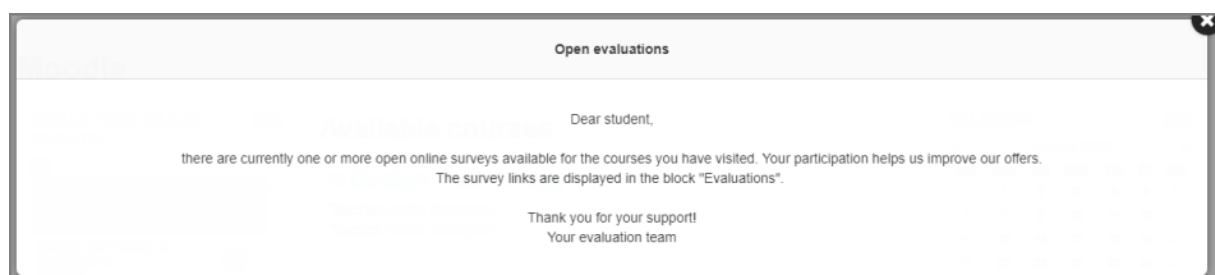 Open evaluations
Dear student,
there are currently one or more open online surveys available for the courses you have visited. Your participation helps us improve our offers.
The survey links are displayed in the block "Evaluations".
Thank you for your support!
Your evaluation team